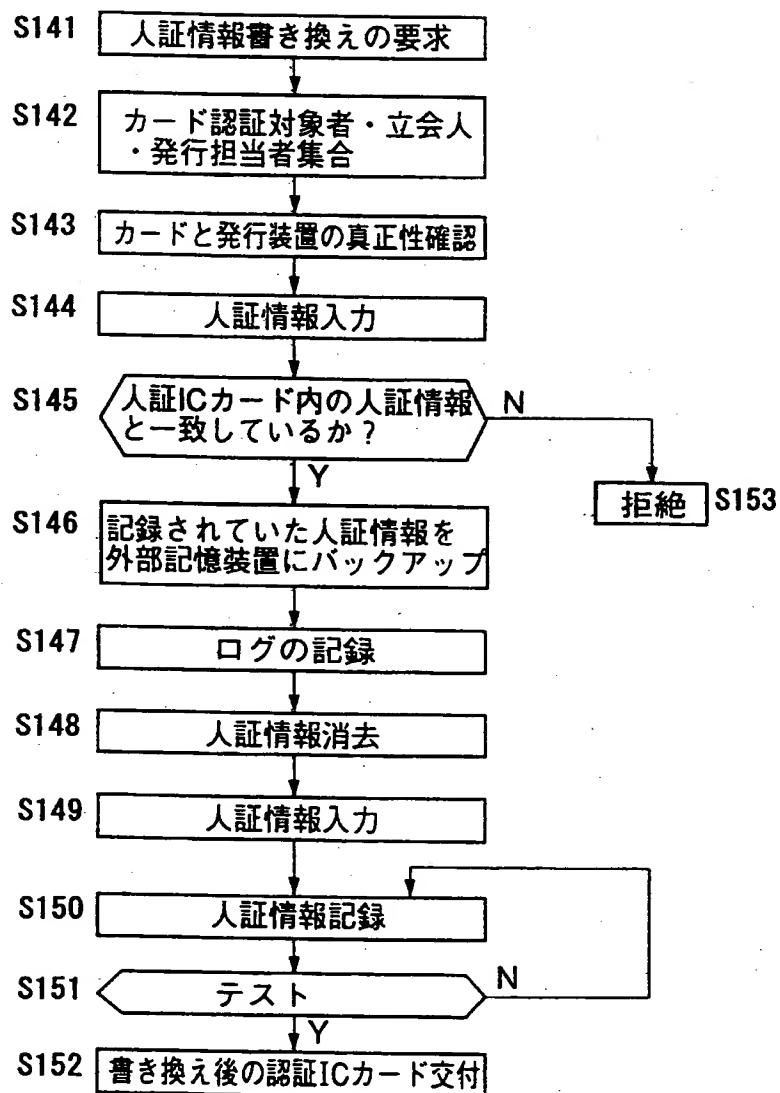 S141 人証情報書き換えの要求
S142 カード認証対象者・立会人
・発行担当者集合
S143 カードと発行装置の真正性確認
S144 人証情報入力
S145 人証ICカード内の人証情報 N
と一致しているか?
Y
拒絶 S153
S146 記録されていた人証情報を
外部記憶装置にバックアップ
S147 ログの記録
S148 人証情報消去
S149 人証情報入力
S150 人証情報記録
S151 テスト N
Y
S152 書き換え後の認証ICカード交付